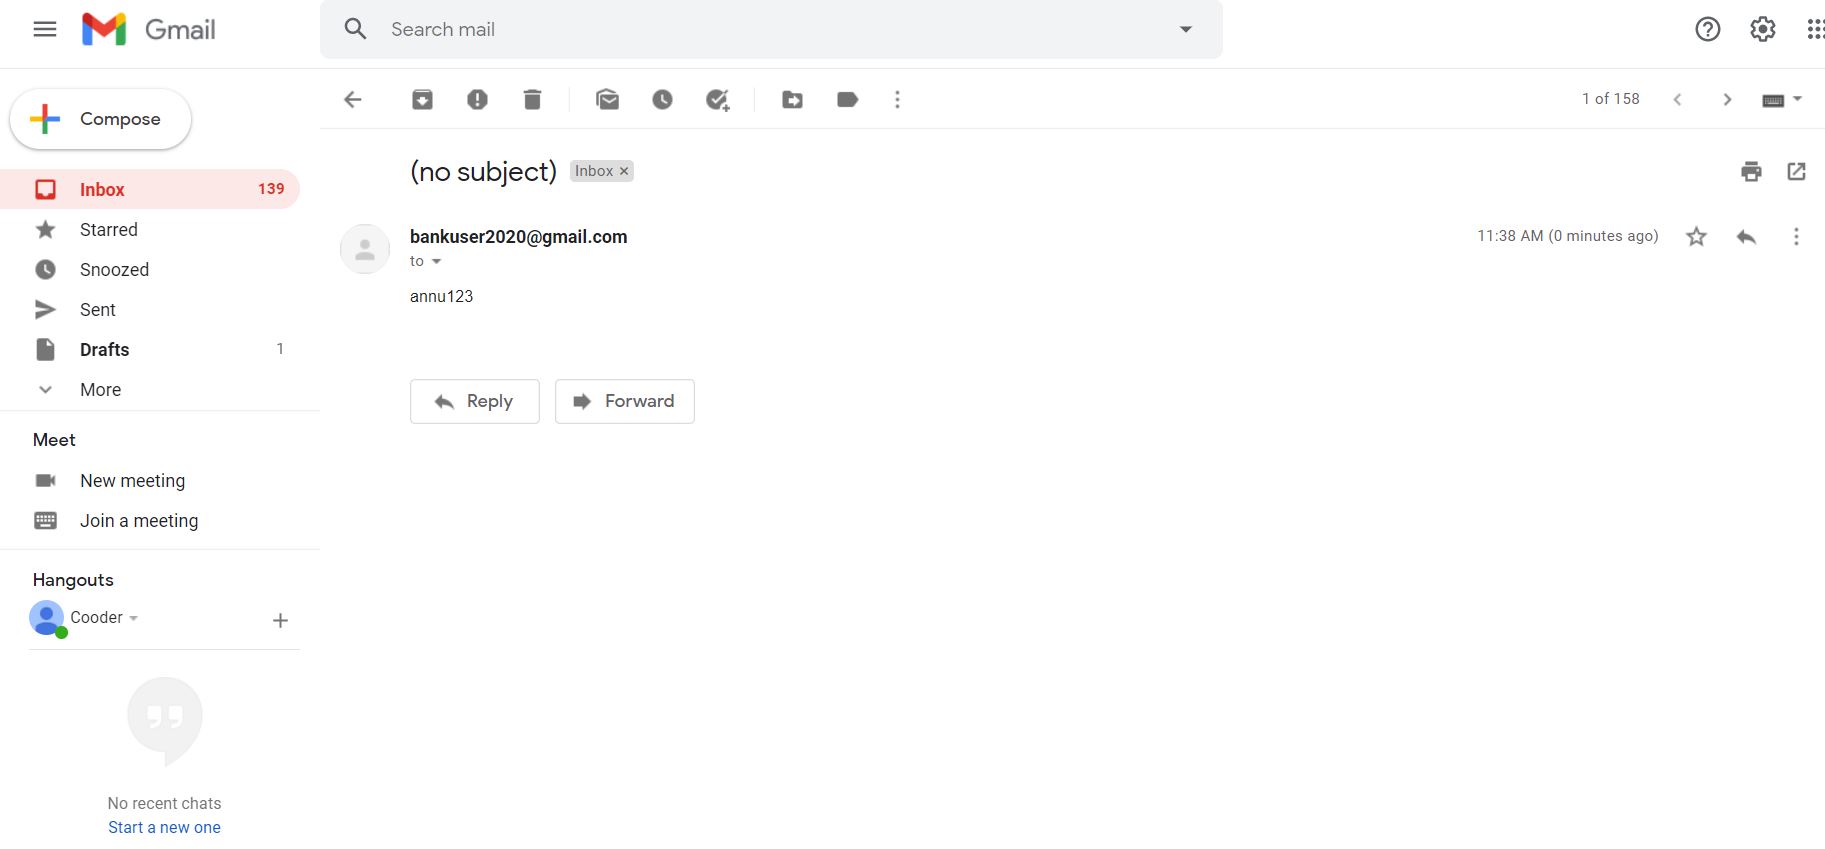 Gmail
Search mail
Compose
1 of 158
Inbox 139
Starred
Snoozed
Sent
Drafts 1
More
(no subject) Inbox ×
bankuser2020@gmail.com 11:38 AM (0 minutes ago)
to
annu123
Reply Forward
Meet
New meeting
Join a meeting
Hangouts
Cooder
No recent chats
Start a new one